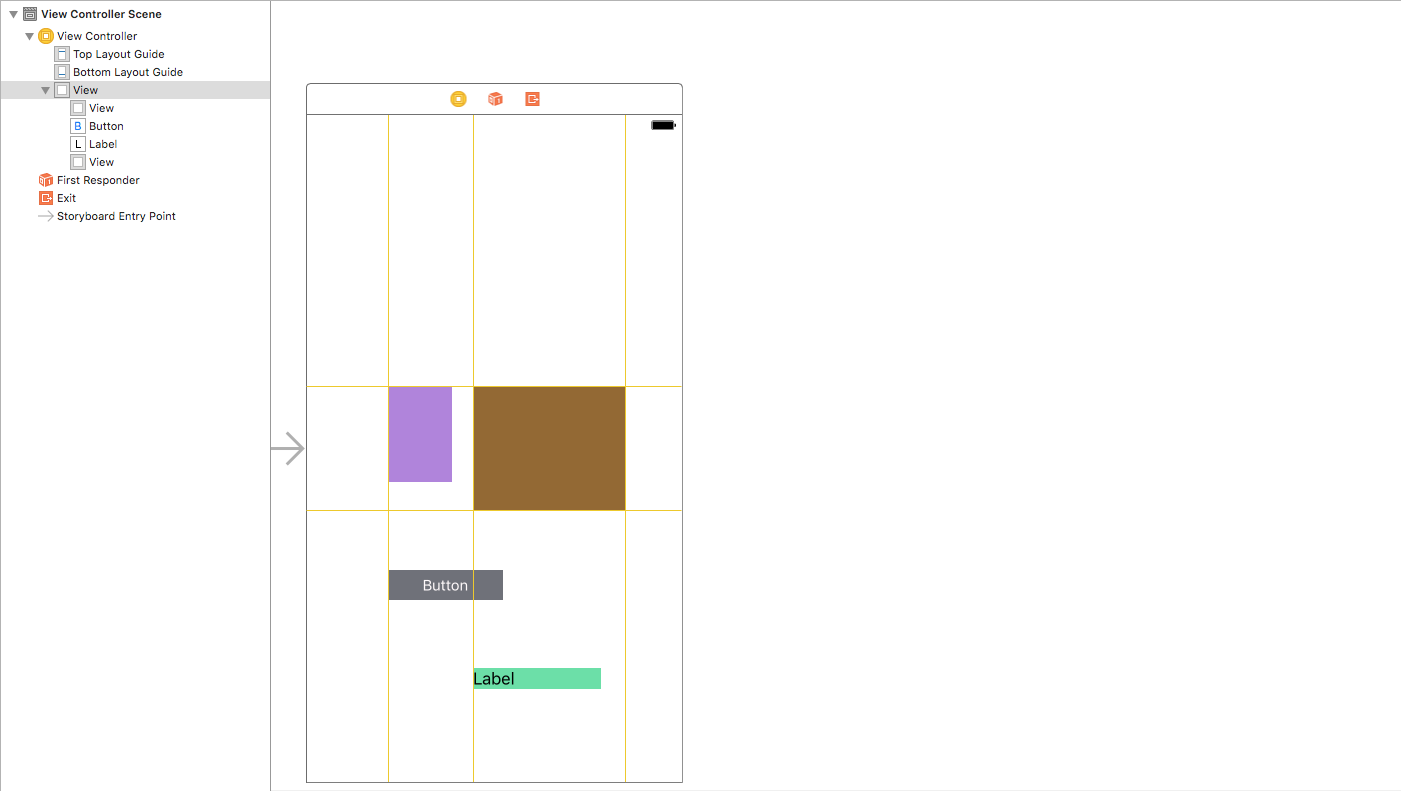 View Controller Scene
View Controller
Top Layout Guide
Bottom Layout Guide
View
View
B Button
L Label
View
First Responder
Exit
Storyboard Entry Point
Button
Label